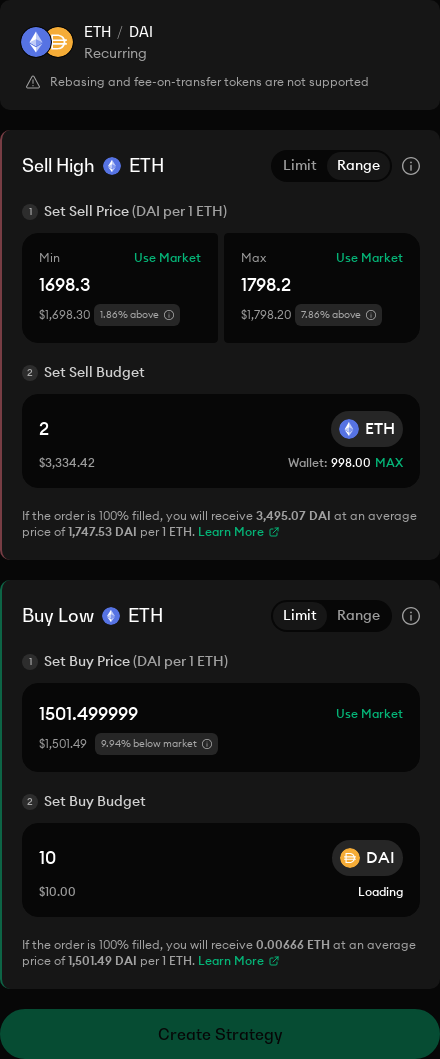 ETH / DAI
Recurring
Rebasing and fee-on-transfer tokens are not supported
Sell High ETH Limit Range
1 Set Sell Price (DAI per 1 ETH)
Min Use Market Max Use Market
1698.3 1798.2
$1,698.30 1.86% above $1,798.20 7.86% above
2 Set Sell Budget
2 ETH
$3,334.42 Wallet: 998.00 MAX
If the order is 100% filled, you will receive 3,495.07 DAI at an average
price of 1,747.53 DAI per 1 ETH. Learn More
Buy Low ETH Limit Range
1 Set Buy Price (DAI per 1 ETH)
1501.499999 Use Market
$1,501.49 9.94% below market
2 Set Buy Budget
10 DAI
$10.00 Loading
If the order is 100% filled, you will receive 0.00666 ETH at an average
price of 1,501.49 DAI per 1 ETH. Learn More
Create Strategy